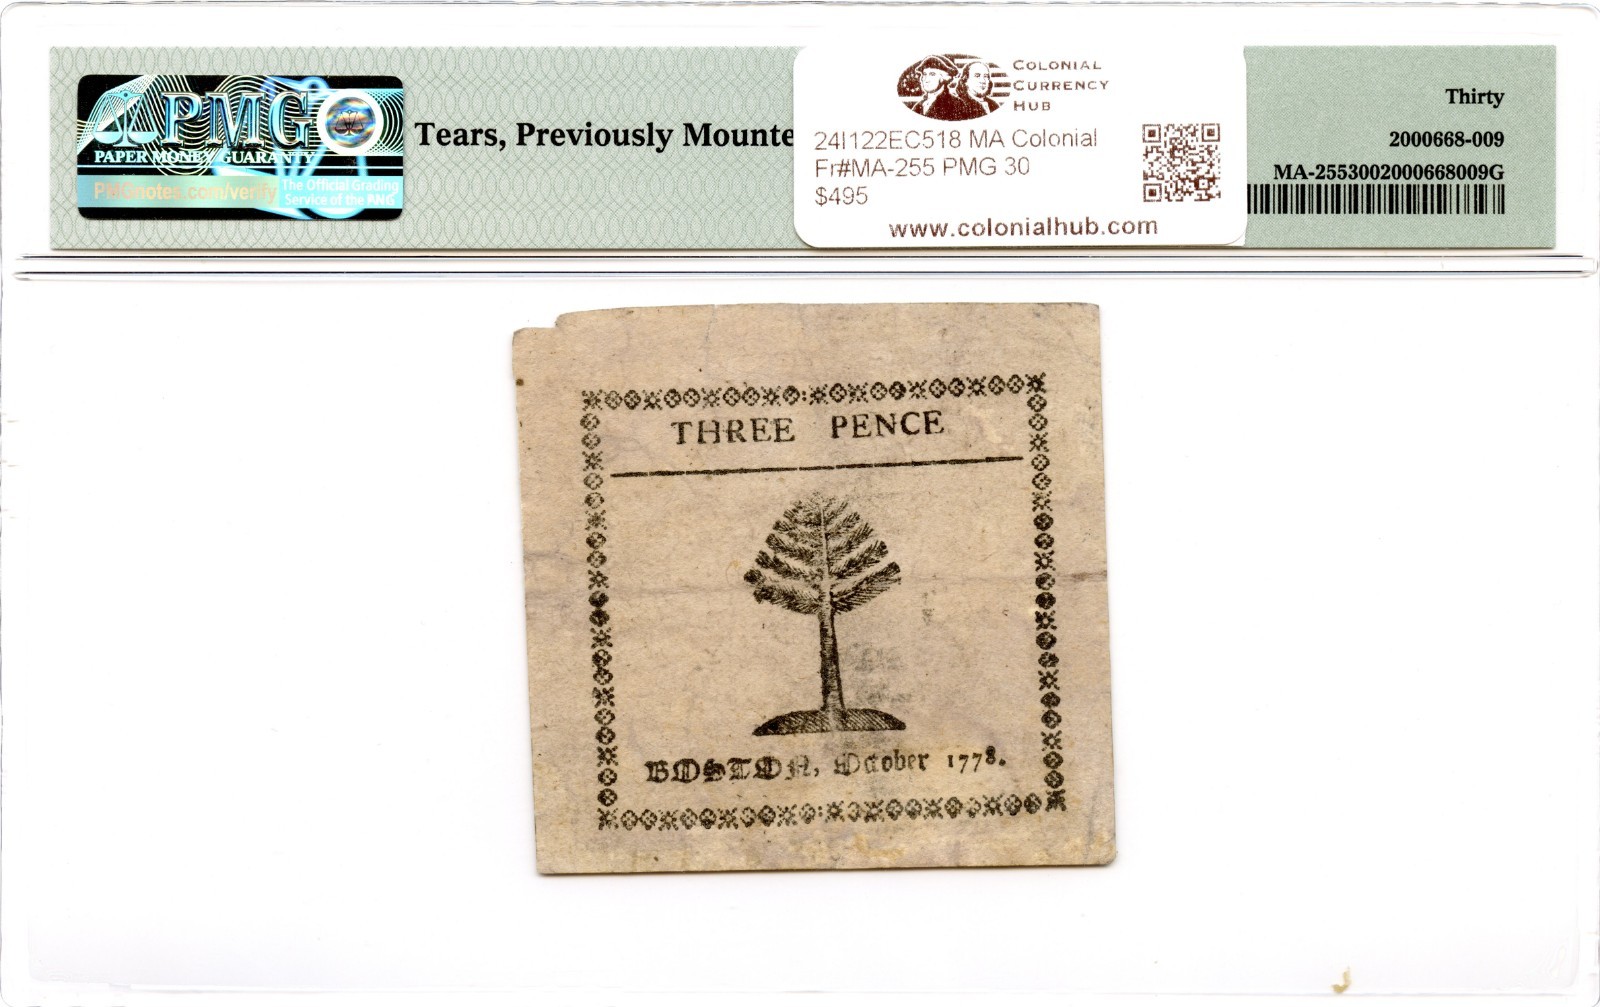 PMG
PAPER MONEY GUARANTY
PMGnotes.com/verify
The Official Grading
Service of the PNG
Tears, Previously Mounte
COLONIAL
CURRENCY
HUB
24I122EC518 MA Colonial
Fr#MA-255 PMG 30
$495
www.colonialhub.com
Thirty
2000668-009
MA-2553002000668009G
THREE PENCE
BOSTON, October 1778.